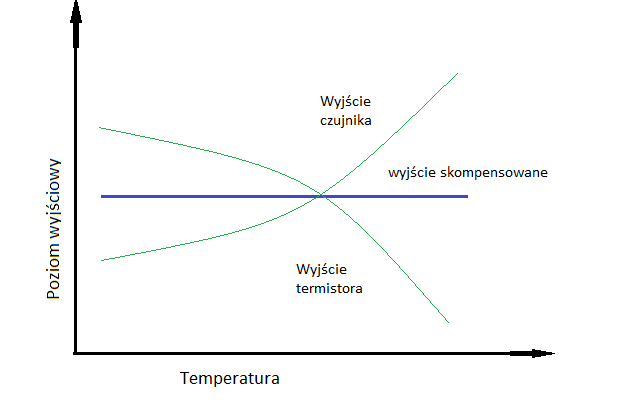 Wyjście
czujnika
wyjście skompensowane
Wyjście
termistora
Poziom wyjściowy
Temperatura